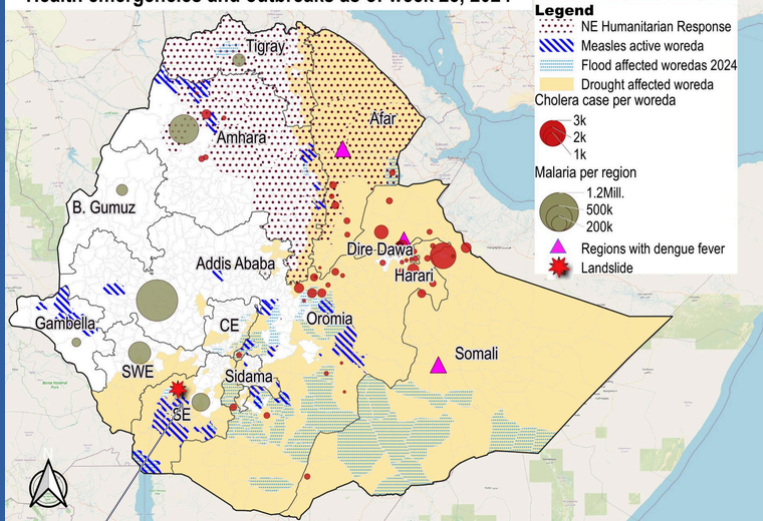 Legend
NE Humanitarian Response
Measles active woreda
Flood affected woredas 2024
Drought affected woreda
Cholera case per woreda
3k
2k
1k
Malaria per region
1.2Mill.
500k
200k
Regions with dengue fever
Landslide
Tigray
Afar
Amhara
B. Gumuz
Dire Dawa
Addis Ababa
Harari
Gambella
CE
Oromia
SWE
Somali
Sidama
SE
N